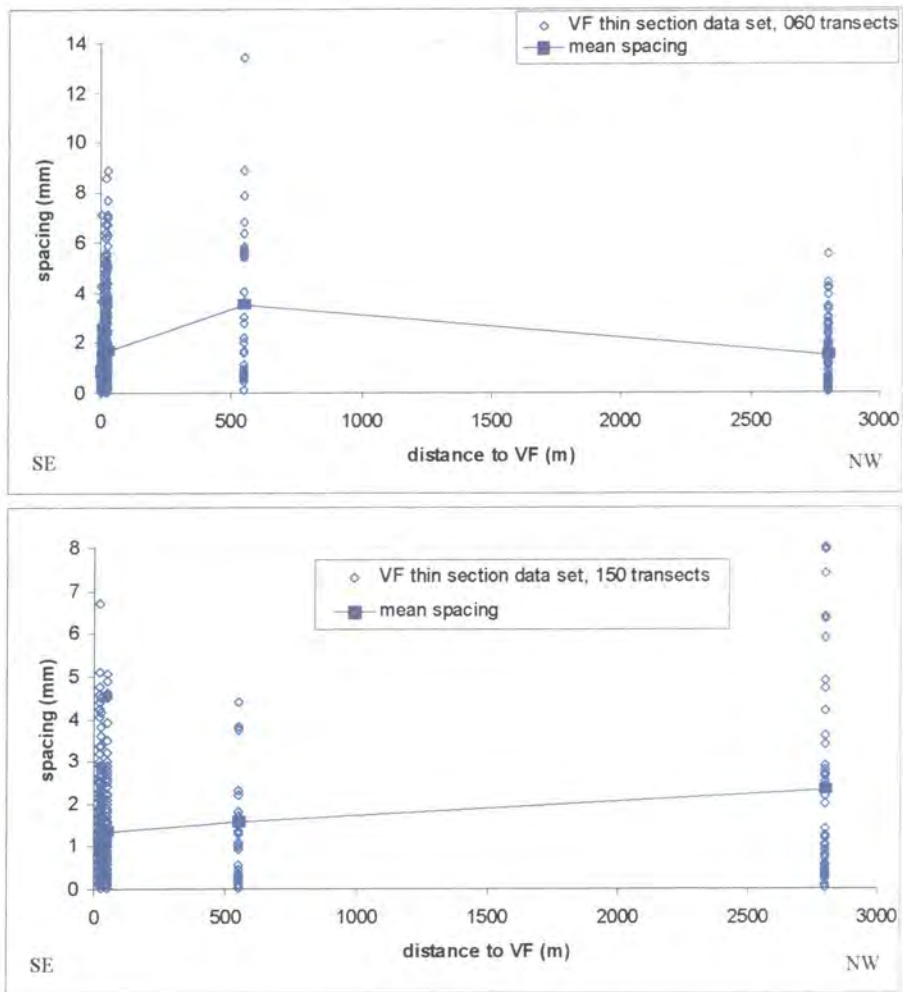 VF thin section data set, 060 transects
mean spacing
14
12
10
8
6
4
2
0
spacing (mm)
0 500 1000 1500 2000 2500 3000
distance to VF (m)
SE NW
VF thin section data set, 150 transects
mean spacing
8
7
6
5
4
3
2
1
0
spacing (mm)
0 500 1000 1500 2000 2500 3000
distance to VF (m)
SE NW